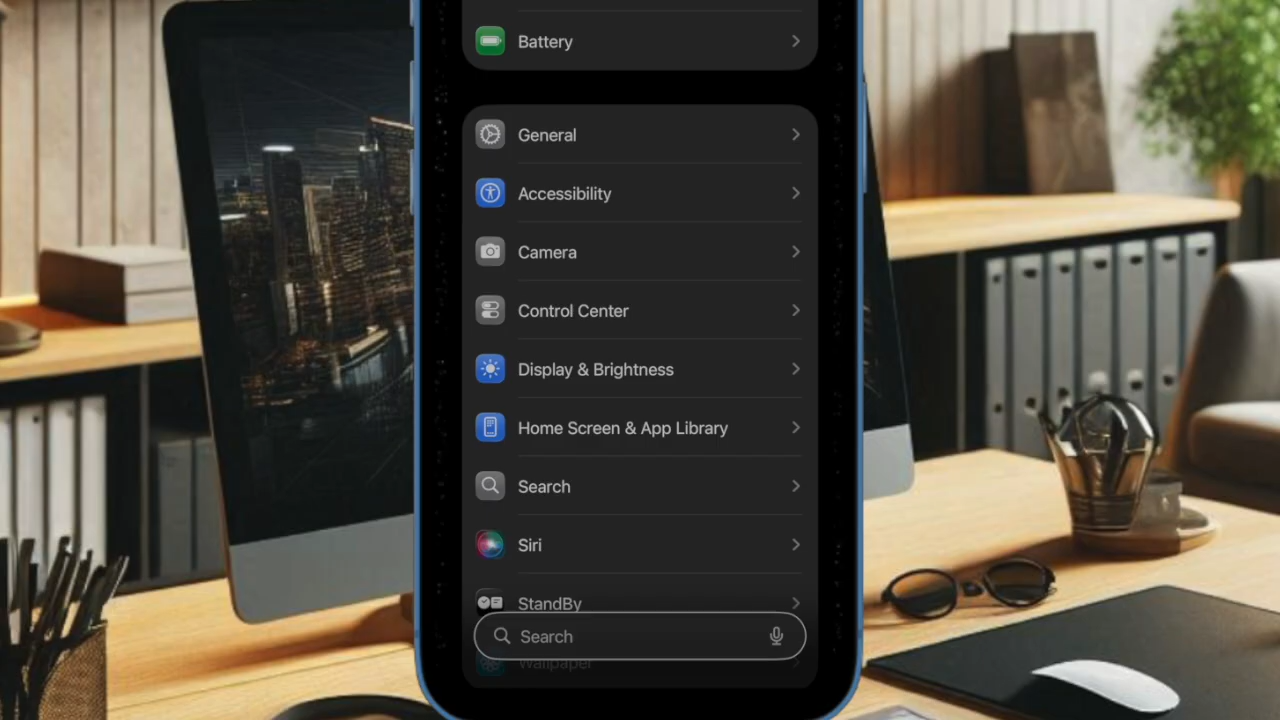 Battery
General
Accessibility
Camera
Control Center
Display & Brightness
Home Screen & App Library
Search
Siri
StandBy
Search
Wallpaper